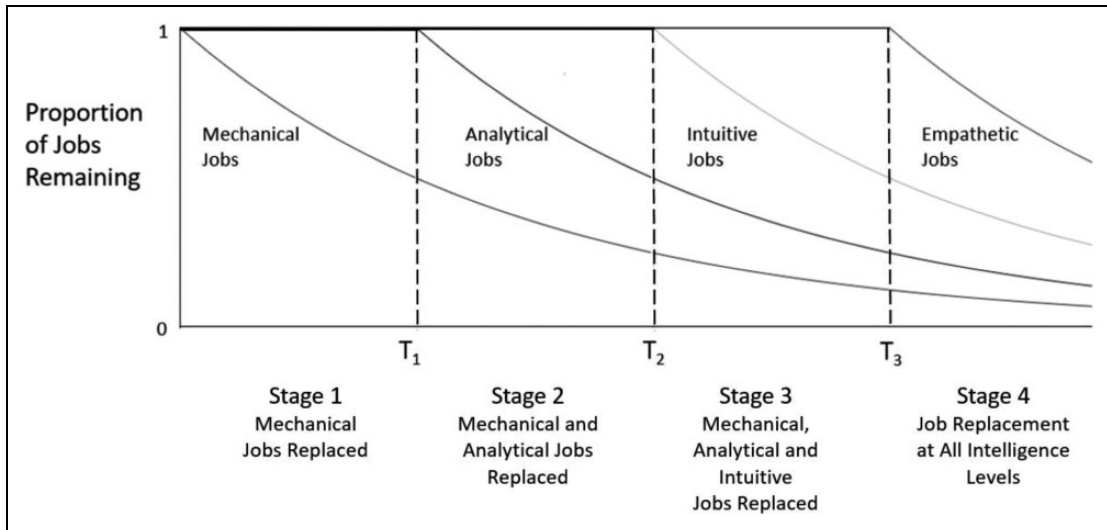 1
Proportion
of Jobs
Remaining
Mechanical
Jobs
Analytical
Jobs
Intuitive
Jobs
Empathetic
Jobs
0
T₁
T₂
T₃
Stage 1
Mechanical
Jobs Replaced
Stage 2
Mechanical and
Analytical Jobs
Replaced
Stage 3
Mechanical,
Analytical and
Intuitive
Jobs Replaced
Stage 4
Job Replacement
at All Intelligence
Levels